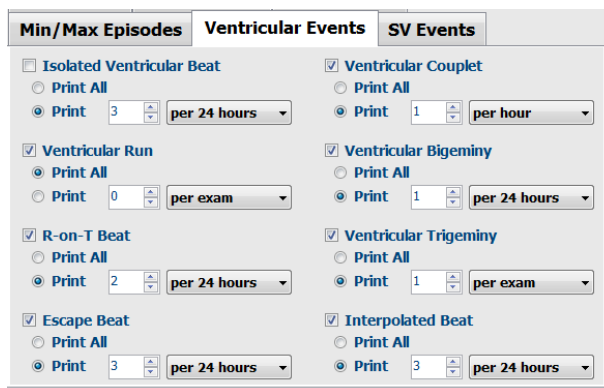 Min/Max Episodes Ventricular Events SV Events
Isolated Ventricular Beat
Print All
Print 3 per 24 hours
Ventricular Couplet
Print All
Print 1 per hour
Ventricular Run
Print All
Print 0 per exam
Ventricular Bigeminy
Print All
Print 1 per 24 hours
R-on-T Beat
Print All
Print 2 per 24 hours
Ventricular Trigeminy
Print All
Print 1 per exam
Escape Beat
Print All
Print 3 per 24 hours
Interpolated Beat
Print All
Print 3 per 24 hours